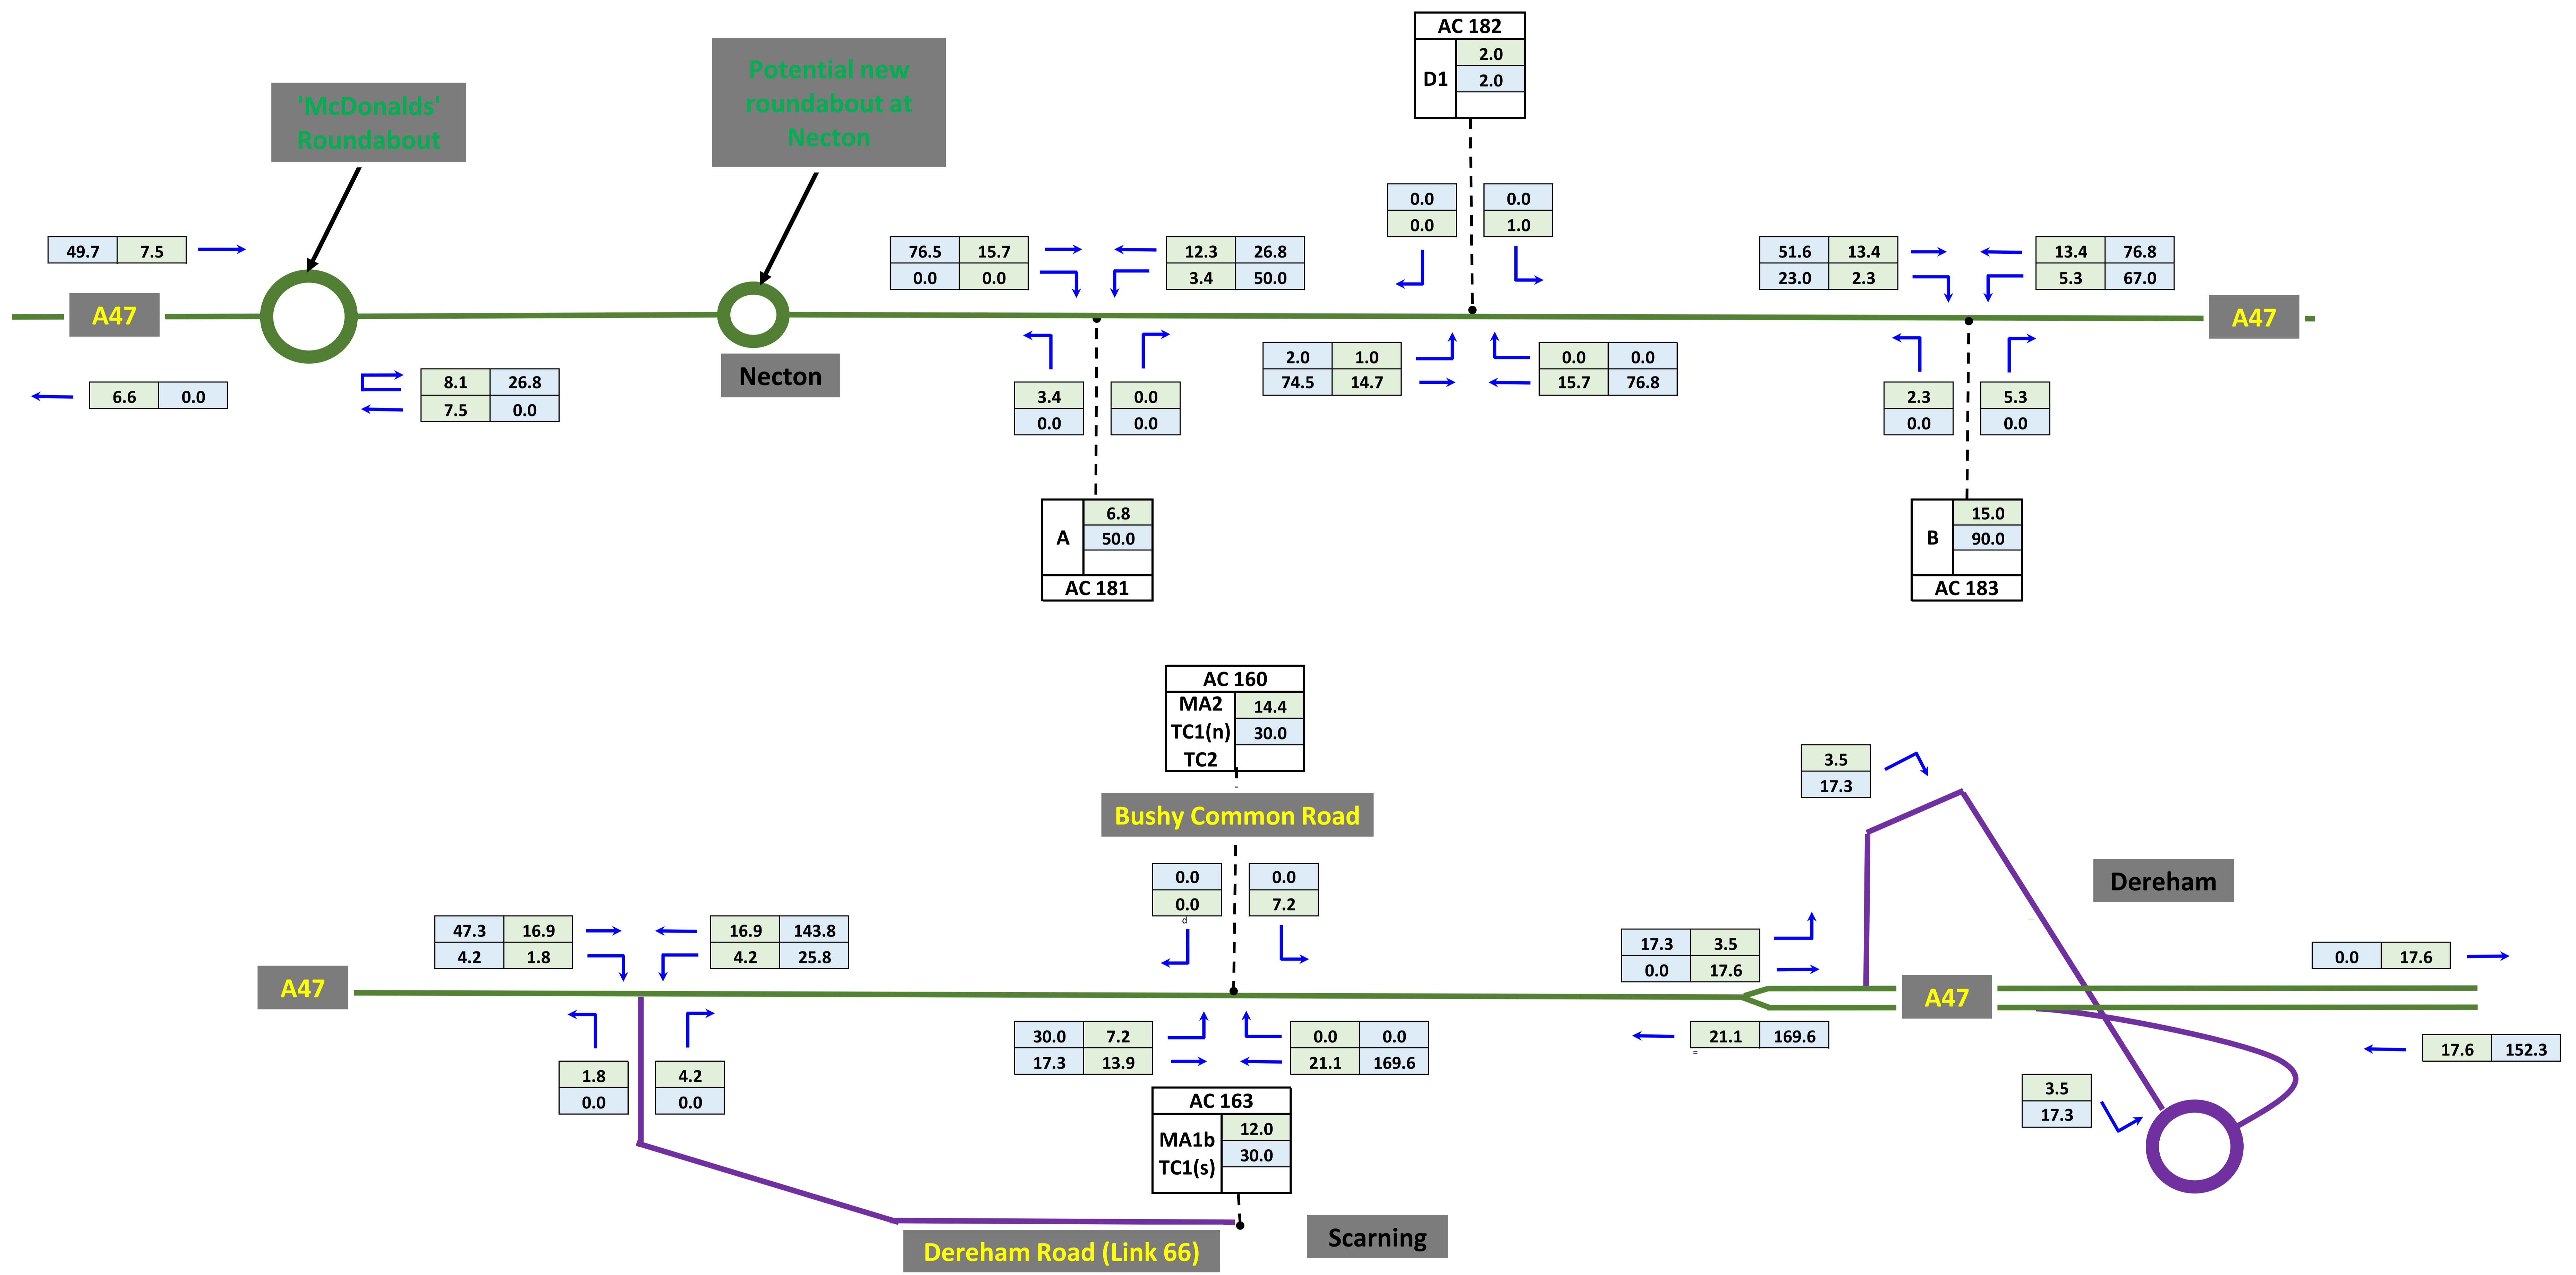 AC 182
2.0
D1
2.0
'McDonalds'
Roundabout
Potential new
roundabout at
Necton
0.0 0.0
0.0 1.0
49.7 7.5
76.5 15.7
0.0 0.0
12.3 26.8
3.4 50.0
51.6 13.4
23.0 2.3
13.4 76.8
5.3 67.0
A47
A47
Necton
6.6 0.0
8.1 26.8
7.5 0.0
2.0 1.0
74.5 14.7
0.0 0.0
15.7 76.8
3.4 0.0
0.0 0.0
2.3 5.3
0.0 0.0
6.8
A 50.0
AC 181
15.0
B 90.0
AC 183
AC 160
MA2 14.4
TC1(n) 30.0
TC2
Bushy Common Road
3.5
17.3
Dereham
0.0 0.0
0.0 7.2
d
47.3 16.9
4.2 1.8
16.9 143.8
4.2 25.8
17.3 3.5
0.0 17.6
0.0 17.6
A47
A47
30.0 7.2
17.3 13.9
0.0 0.0
21.1 169.6
21.1 169.6
=
17.6 152.3
1.8 4.2
0.0 0.0
3.5
17.3
AC 163
12.0
MA1b
30.0
TC1(s)
Scarning
Dereham Road (Link 66)